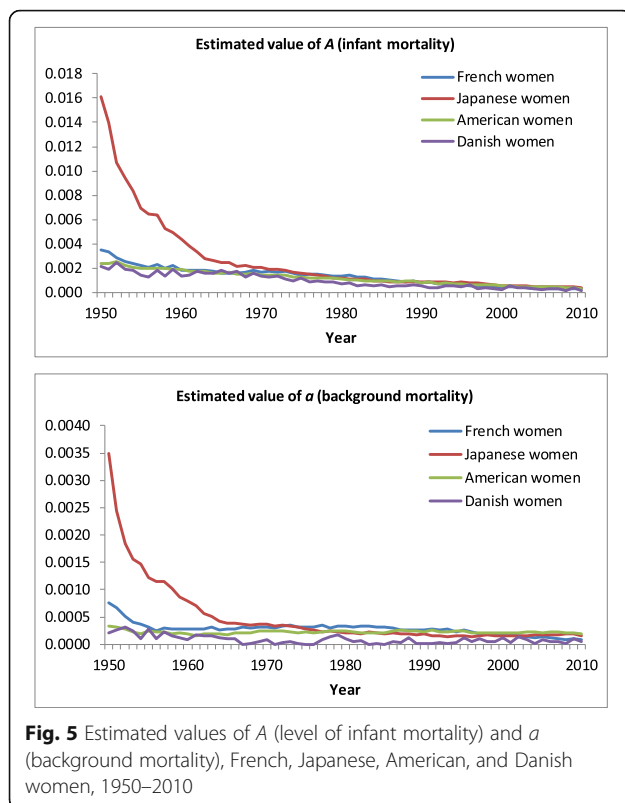 Estimated value of A (infant mortality)
0.018
0.016
0.014
0.012
0.010
0.008
0.006
0.004
0.002
0.000
French women
Japanese women
American women
Danish women
1950 1960 1970 1980 1990 2000 2010
Year
Estimated value of a (background mortality)
0.0040
0.0035
0.0030
0.0025
0.0020
0.0015
0.0010
0.0005
0.0000
French women
Japanese women
American women
Danish women
1950 1960 1970 1980 1990 2000 2010
Year
Fig. 5 Estimated values of A (level of infant mortality) and a
(background mortality), French, Japanese, American, and Danish
women, 1950–2010